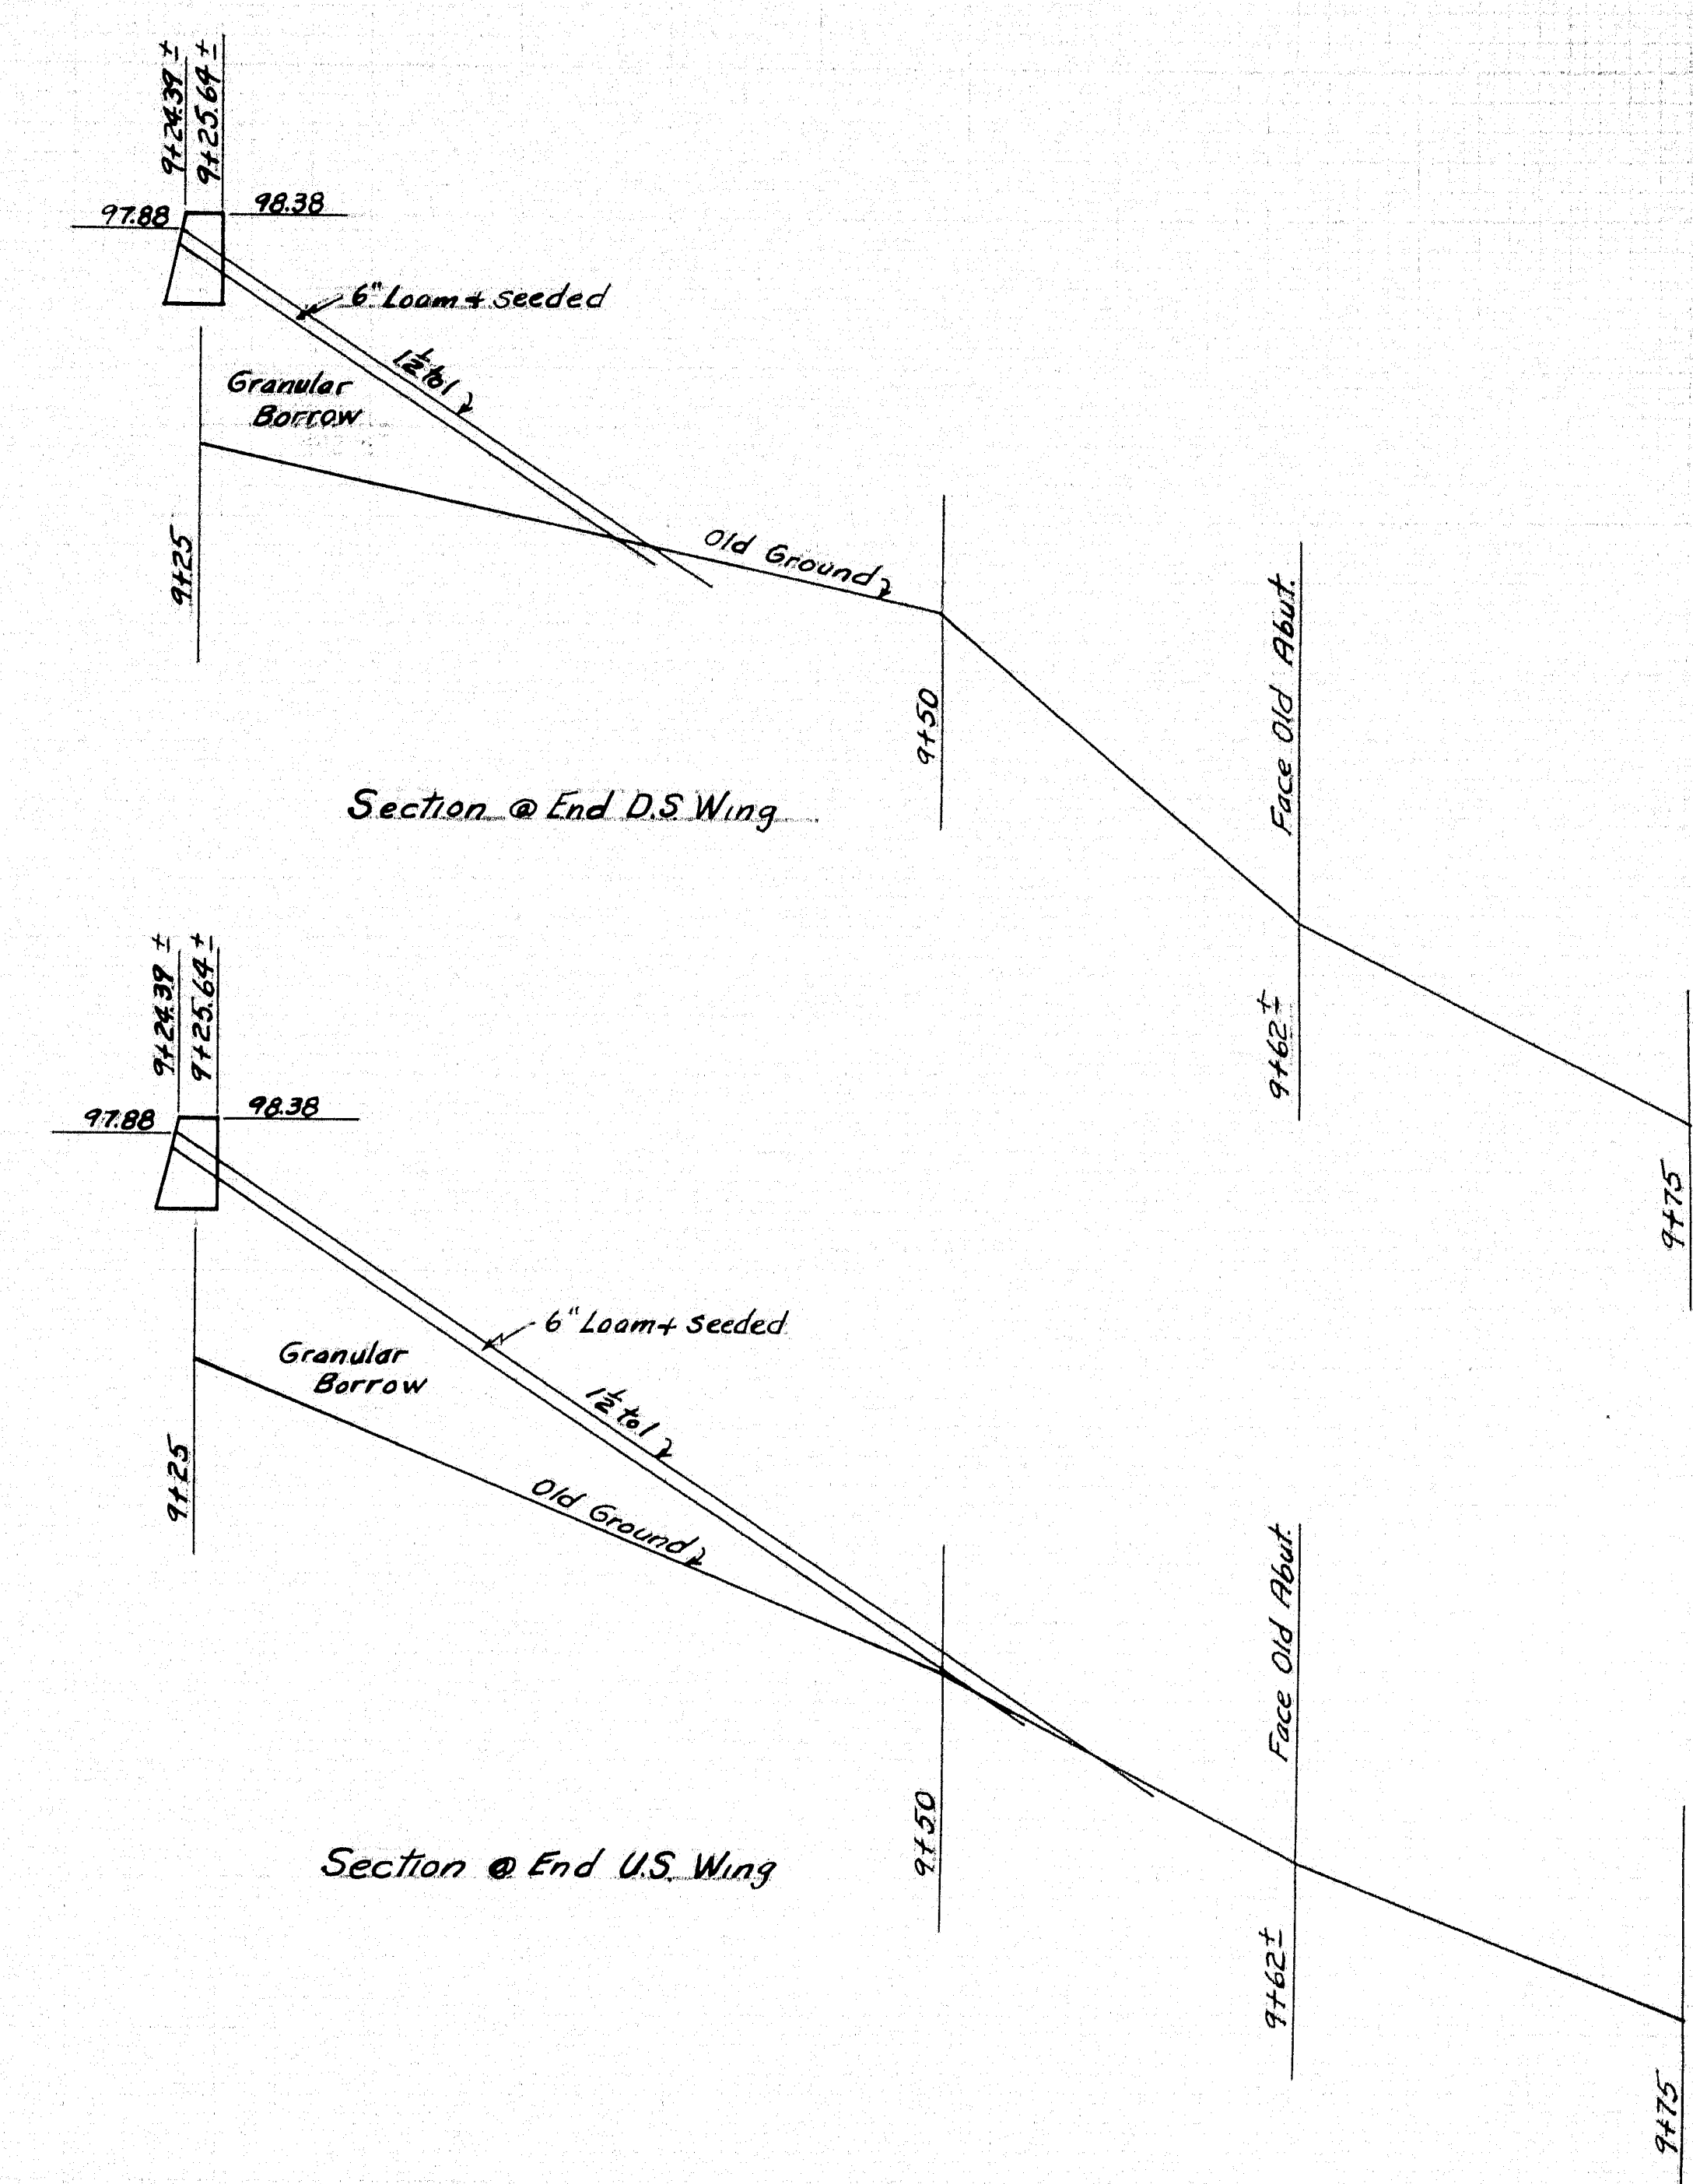 9+24.39 ±
9+25.64 ±
97.88
98.38
6" Loam + seeded
1½ to 1
Granular
Borrow
9+25
Old Ground
9+50
Face Old Abut.
9+62 ±
9+75
Section @ End D.S. Wing
9+24.39 ±
9+25.64 ±
97.88
98.38
6" Loam + seeded
1½ to 1
Granular
Borrow
9+25
Old Ground
9+50
Face Old Abut.
9+62 ±
9+75
Section @ End U.S. Wing